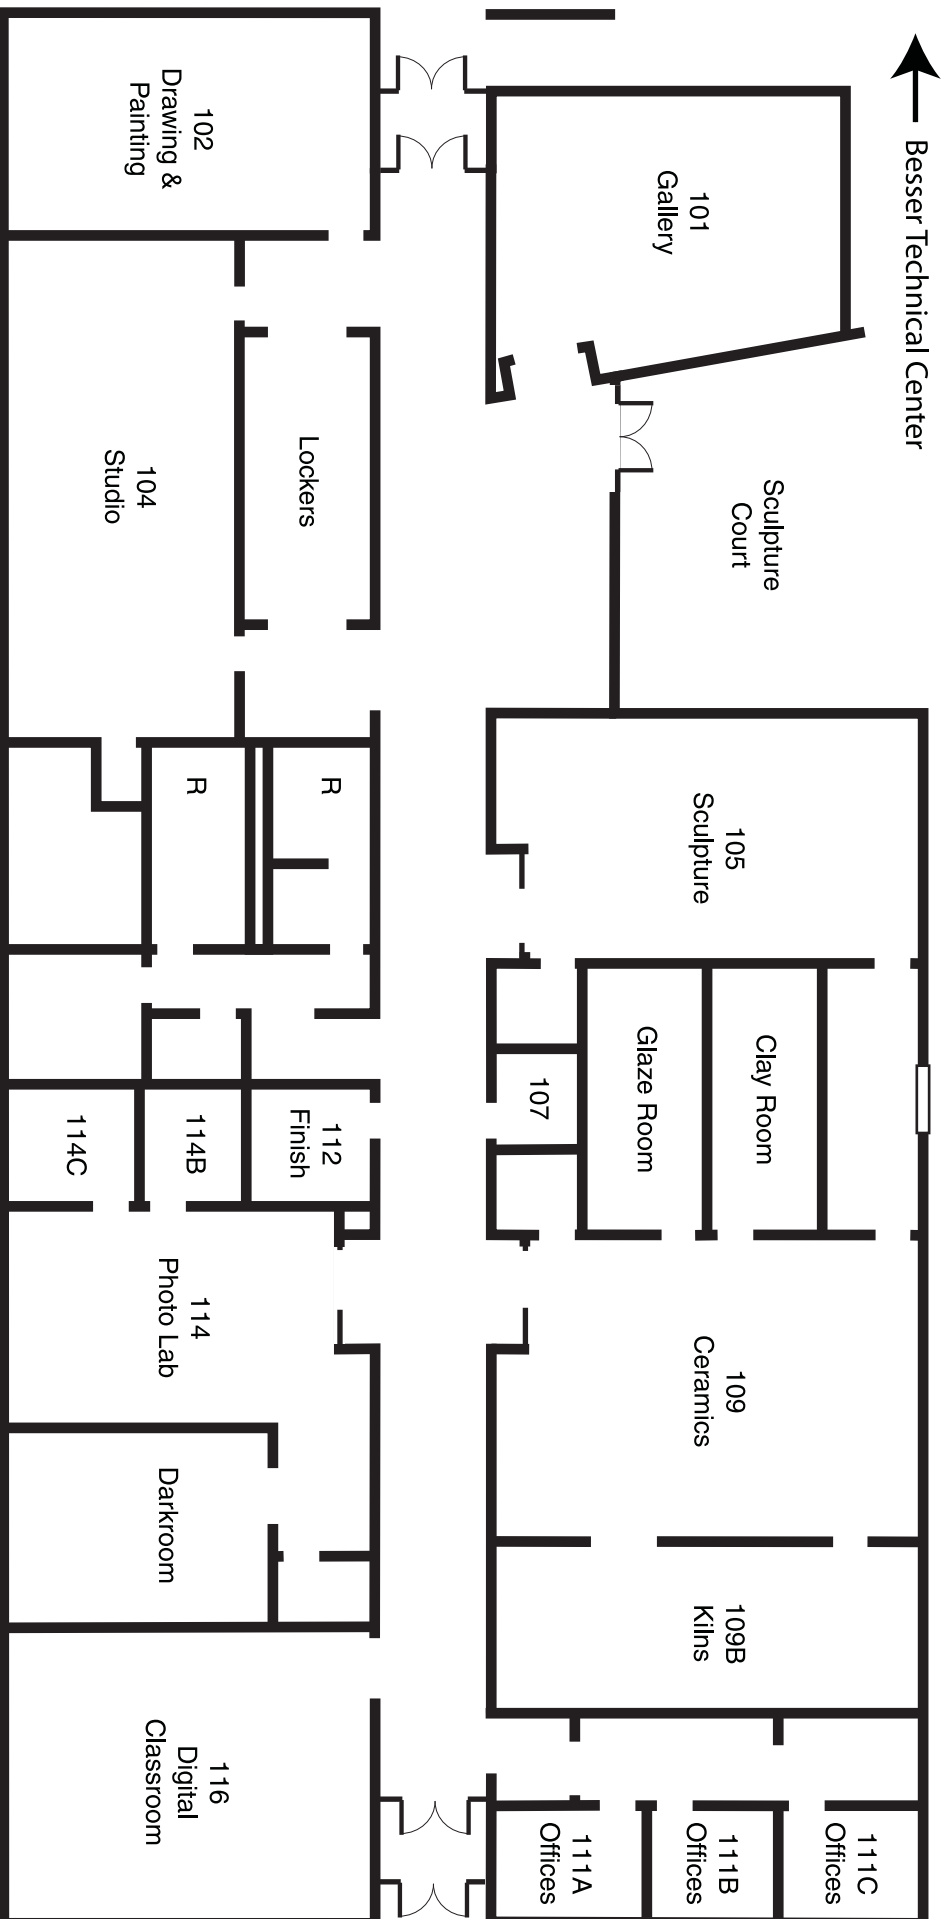 Besser Technical Center
102
Drawing &
Painting
101
Gallery
Sculpture
Court
Lockers
104
Studio
R
R
105
Sculpture
Glaze Room
Clay Room
107
112
Finish
114B
114C
114
Photo Lab
109
Ceramics
Darkroom
109B
Kilns
116
Digital
Classroom
111A
Offices
111B
Offices
111C
Offices